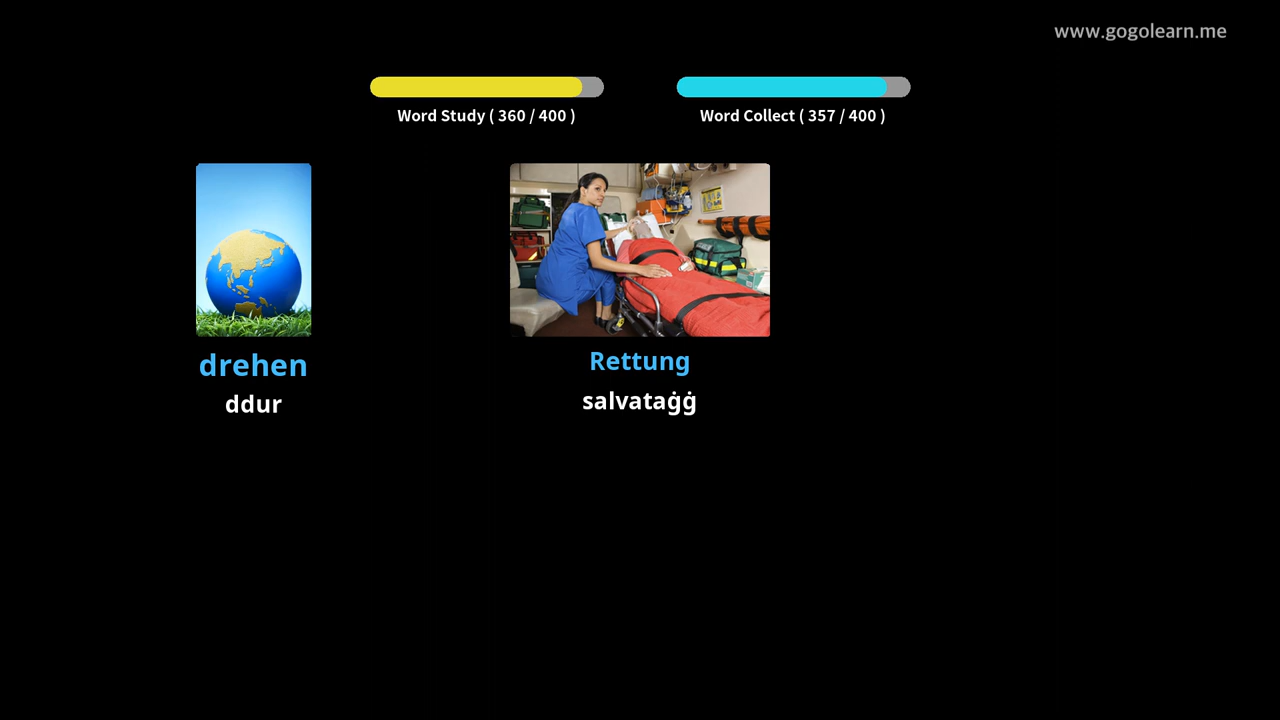 www.gogolearn.me
Word Study ( 360 / 400 )
Word Collect ( 357 / 400 )
drehen
ddur
Rettung
salvataġġ